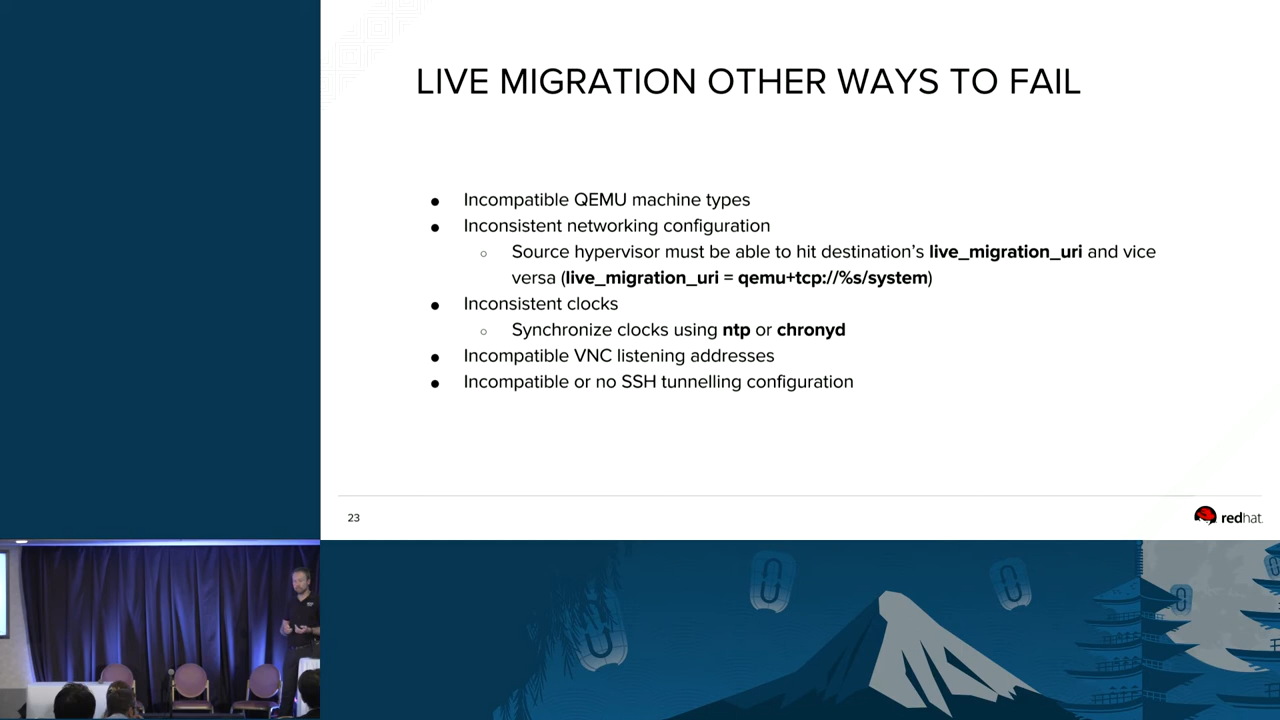 LIVE MIGRATION OTHER WAYS TO FAIL
● Incompatible QEMU machine types
● Inconsistent networking configuration
○ Source hypervisor must be able to hit destination’s live_migration_uri and vice
versa (live_migration_uri = qemu+tcp://%s/system)
● Inconsistent clocks
○ Synchronize clocks using ntp or chronyd
● Incompatible VNC listening addresses
● Incompatible or no SSH tunnelling configuration
23
redhat.